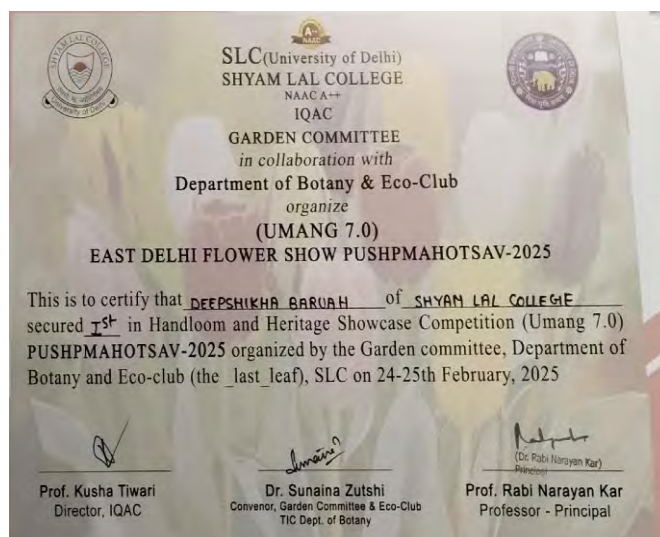 A++
NAAC
SLC(University of Delhi)
SHYAM LAL COLLEGE
NAAC A++
IQAC
GARDEN COMMITTEE
in collaboration with
Department of Botany & Eco-Club
organize
(UMANG 7.0)
EAST DELHI FLOWER SHOW PUSHPMAHOTSAV-2025
This is to certify that DEEPSHIKHA BARUAH of SHYAM LAL COLLEGE
secured Ist in Handloom and Heritage Showcase Competition (Umang 7.0)
PUSHPMAHOTSAV-2025 organized by the Garden committee, Department of
Botany and Eco-club (the _last_leaf), SLC on 24-25th February, 2025
(Dr. Rabi Narayan Kar)
Principal
Prof. Kusha Tiwari
Director, IQAC
Dr. Sunaina Zutshi
Convenor, Garden Committee & Eco-Club
TIC Dept. of Botany
Prof. Rabi Narayan Kar
Professor - Principal